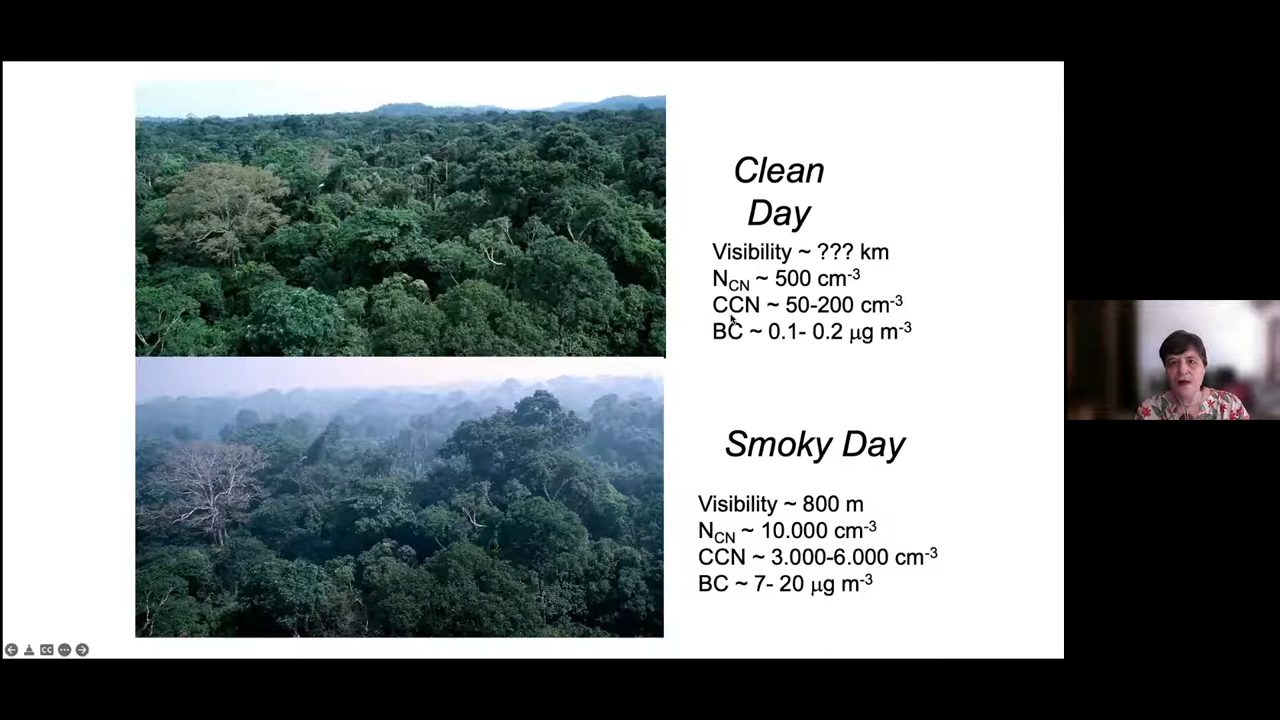 Clean
Day
Visibility ~ ??? km
N_CN ~ 500 cm⁻³
CCN ~ 50-200 cm⁻³
BC ~ 0.1- 0.2 μg m⁻³
Smoky Day
Visibility ~ 800 m
N_CN ~ 10.000 cm⁻³
CCN ~ 3.000-6.000 cm⁻³
BC ~ 7- 20 μg m⁻³
CC